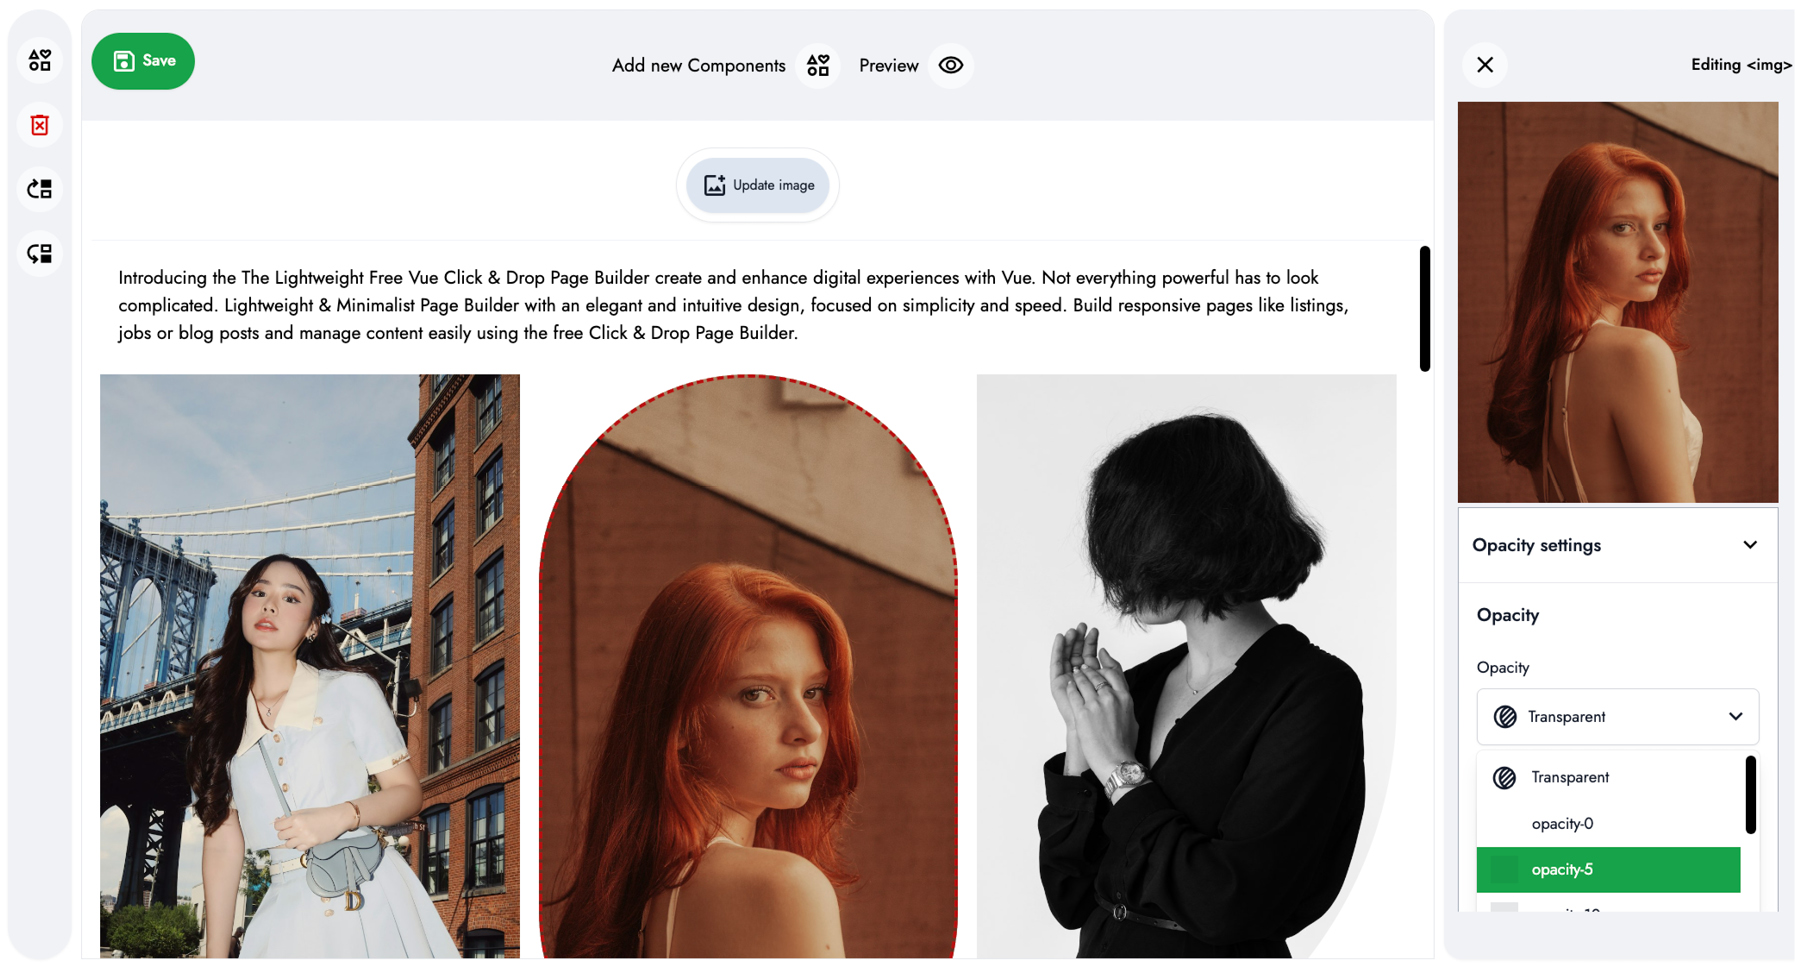 Save
Add new Components
Preview
Editing <img>
Update image
Introducing the The Lightweight Free Vue Click & Drop Page Builder create and enhance digital experiences with Vue. Not everything powerful has to look
complicated. Lightweight & Minimalist Page Builder with an elegant and intuitive design, focused on simplicity and speed. Build responsive pages like listings,
jobs or blog posts and manage content easily using the free Click & Drop Page Builder.
Opacity settings
Opacity
Opacity
Transparent
Transparent
opacity-0
opacity-5